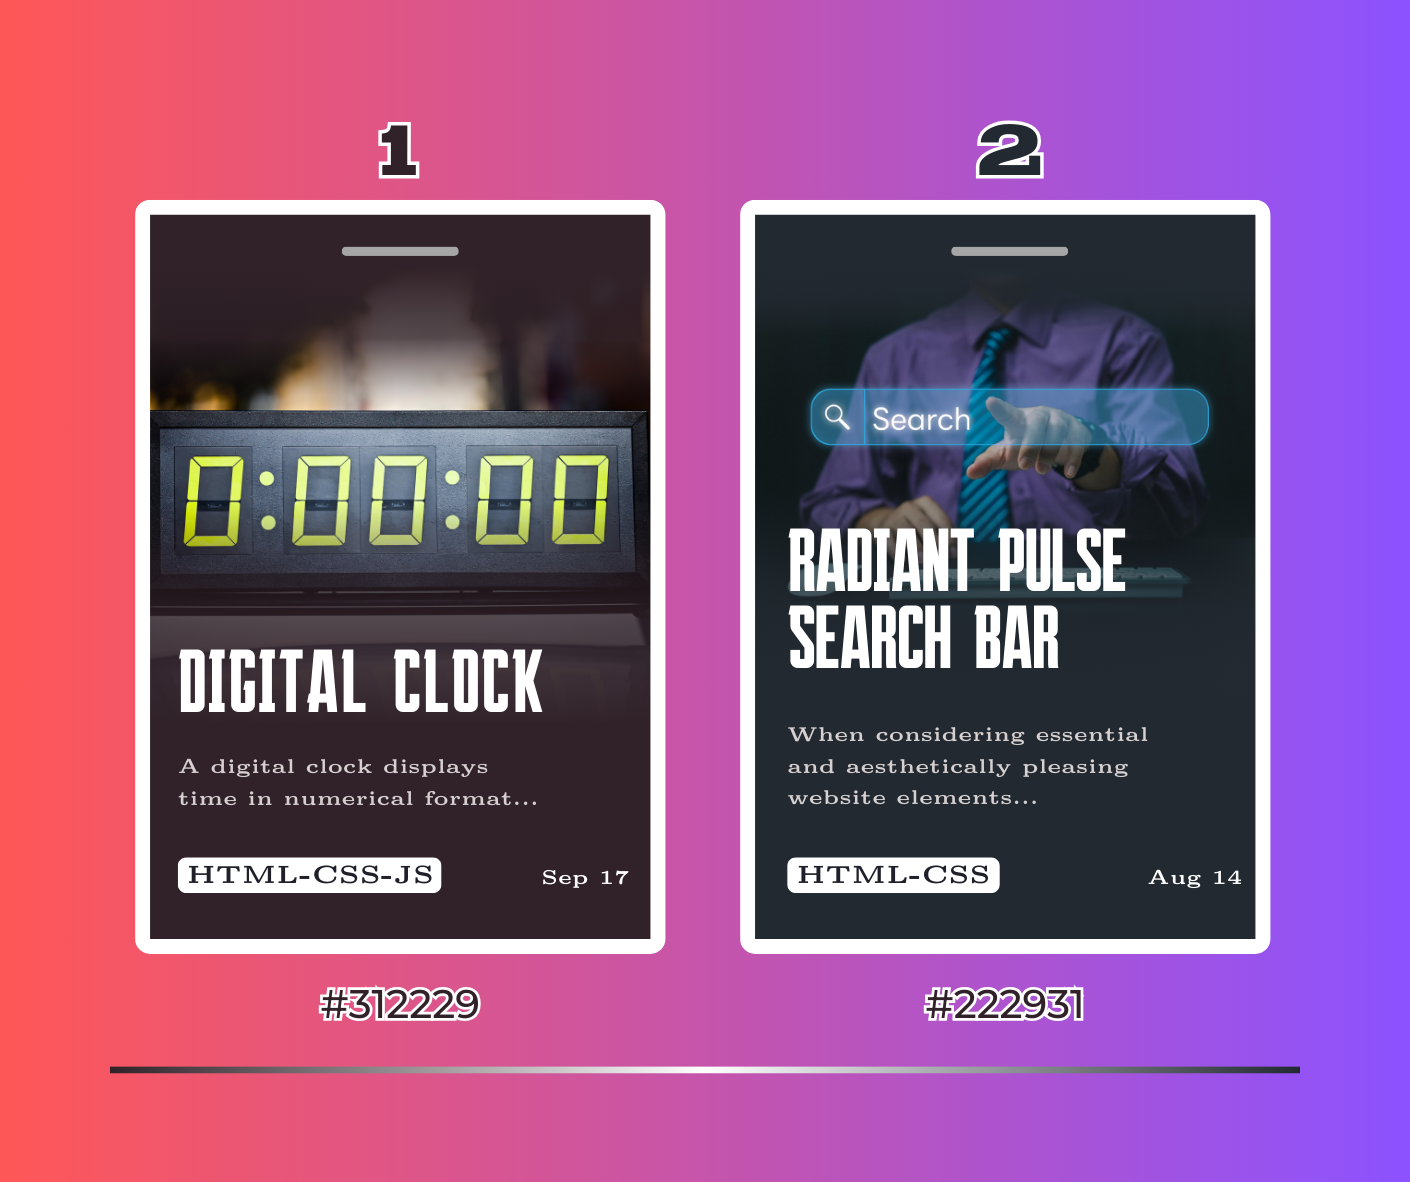 1
0:00:00
DIGITAL CLOCK
A digital clock displays
time in numerical format...
HTML-CSS-JS
Sep 17
#312229
2
Search
RADIANT PULSE
SEARCH BAR
When considering essential
and aesthetically pleasing
website elements...
HTML-CSS
Aug 14
#222931